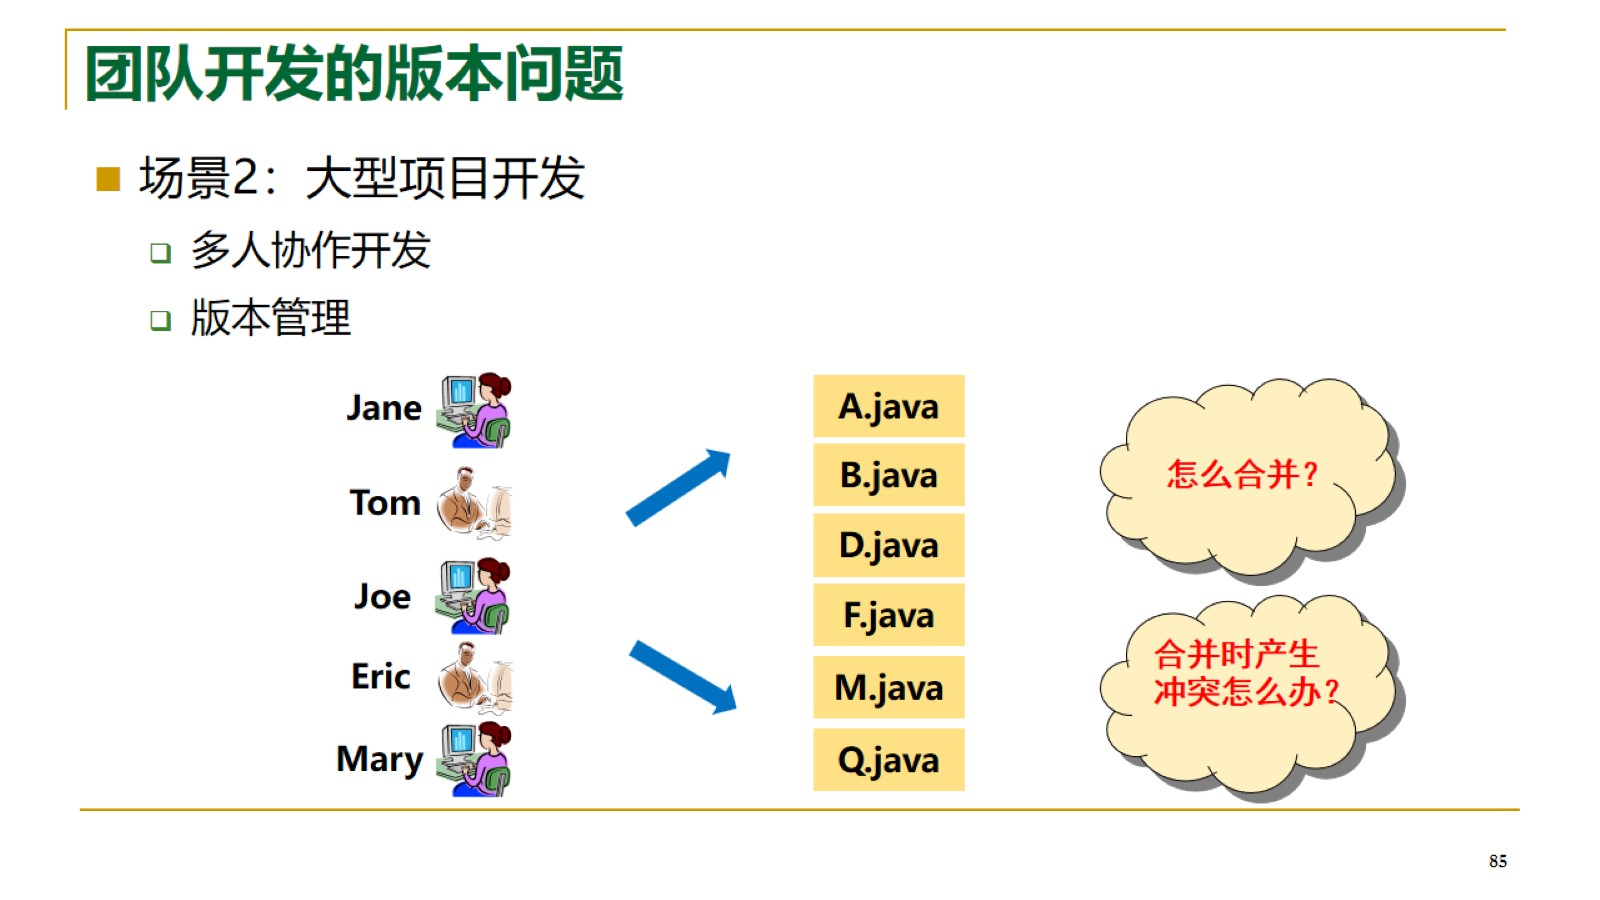 团队开发的版本问题
场景2：大型项目开发
多人协作开发
版本管理
Jane
Tom
Joe
Eric
Mary
A.java
B.java
D.java
F.java
M.java
Q.java
怎么合并？
合并时产生
冲突怎么办？
85